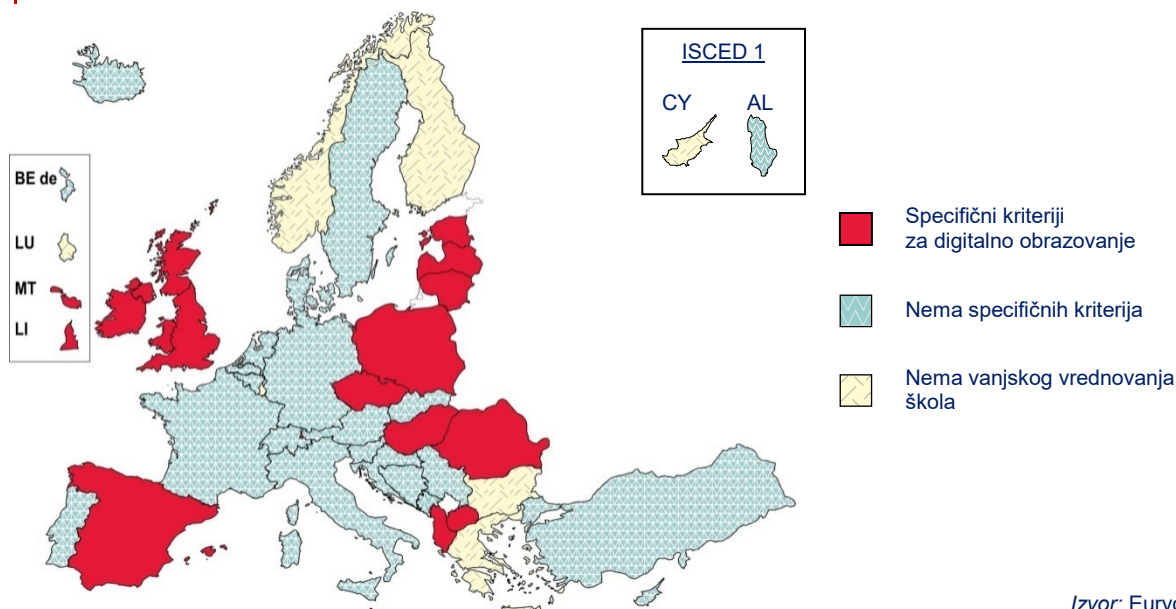 ISCED 1
CY AL
BE de
LU
MT
LI
Specifični kriteriji
za digitalno obrazovanje
Nema specifičnih kriterija
Nema vanjskog vrednovanja
škola
Izvor: